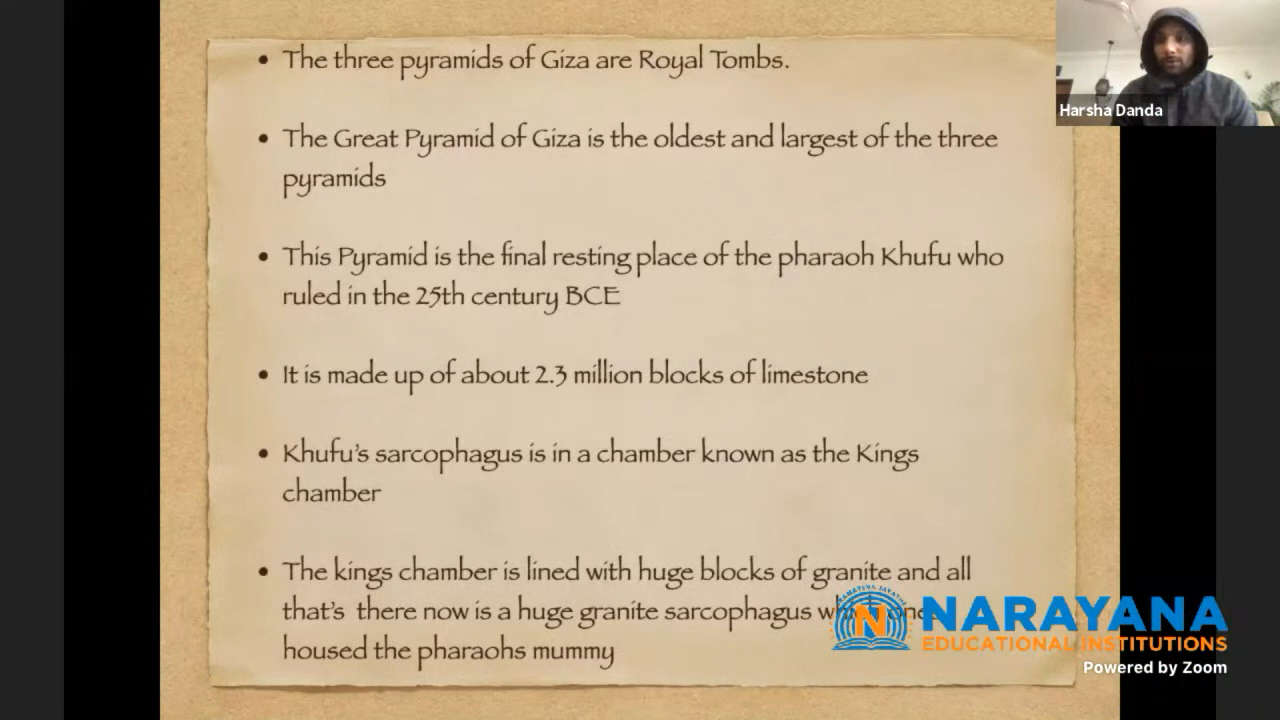 • The three pyramids of Giza are Royal Tombs.
• The Great Pyramid of Giza is the oldest and largest of the three
pyramids
• This Pyramid is the final resting place of the pharaoh Khufu who
ruled in the 25th century BCE
• It is made up of about 2.3 million blocks of limestone
• Khufu's sarcophagus is in a chamber known as the Kings
chamber
• The kings chamber is lined with huge blocks of granite and all
that's there now is a huge granite sarcophagus
housed the pharaohs mummy
Harsha Danda
N
NARAYANA
EDUCATIONAL INSTITUTIONS
Powered by Zoom